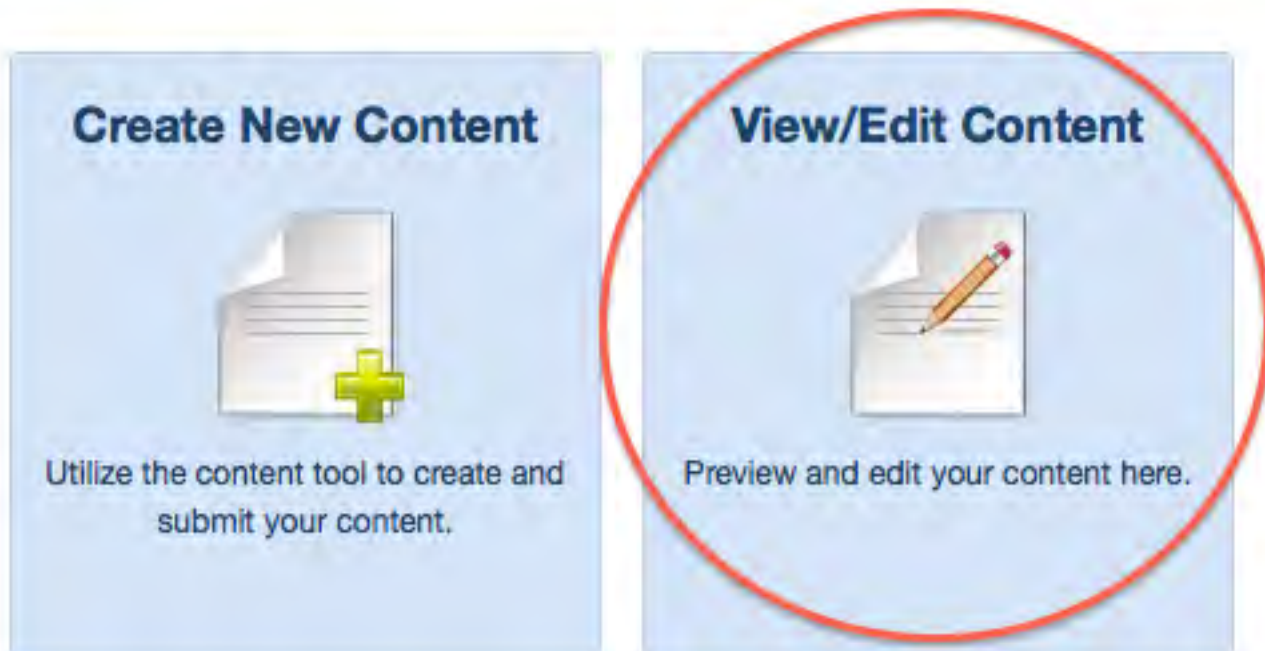 Create New Content
Utilize the content tool to create and
submit your content.
View/Edit Content
Preview and edit your content here.